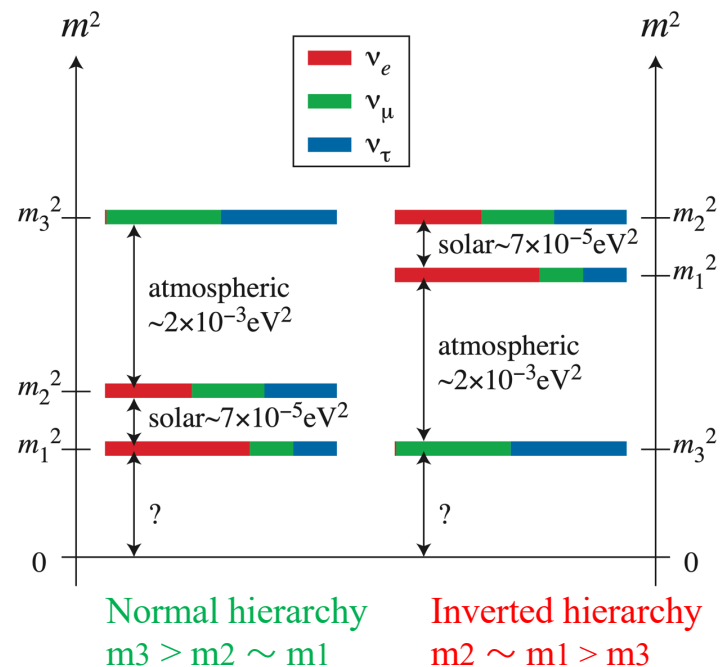 m²
m²
ν_e
ν_μ
ν_τ
m₃²
m₂²
solar~7×10⁻⁵eV²
m₁²
atmospheric
~2×10⁻³eV²
atmospheric
~2×10⁻³eV²
m₂²
solar~7×10⁻⁵eV²
m₁²
m₃²
?
?
0
0
Normal hierarchy
m3 > m2 ~ m1
Inverted hierarchy
m2 ~ m1 > m3